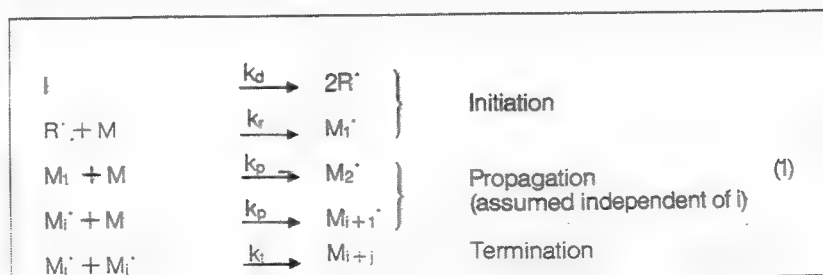 I k_d → 2R˙ Initiation
R˙ + M k_r → M₁˙
M₁ + M k_p → M₂˙ Propagation (1)
(assumed independent of i)
Mᵢ˙ + M k_p → Mᵢ₊₁˙
Mᵢ˙ + Mⱼ˙ k_t → Mᵢ₊ⱼ Termination